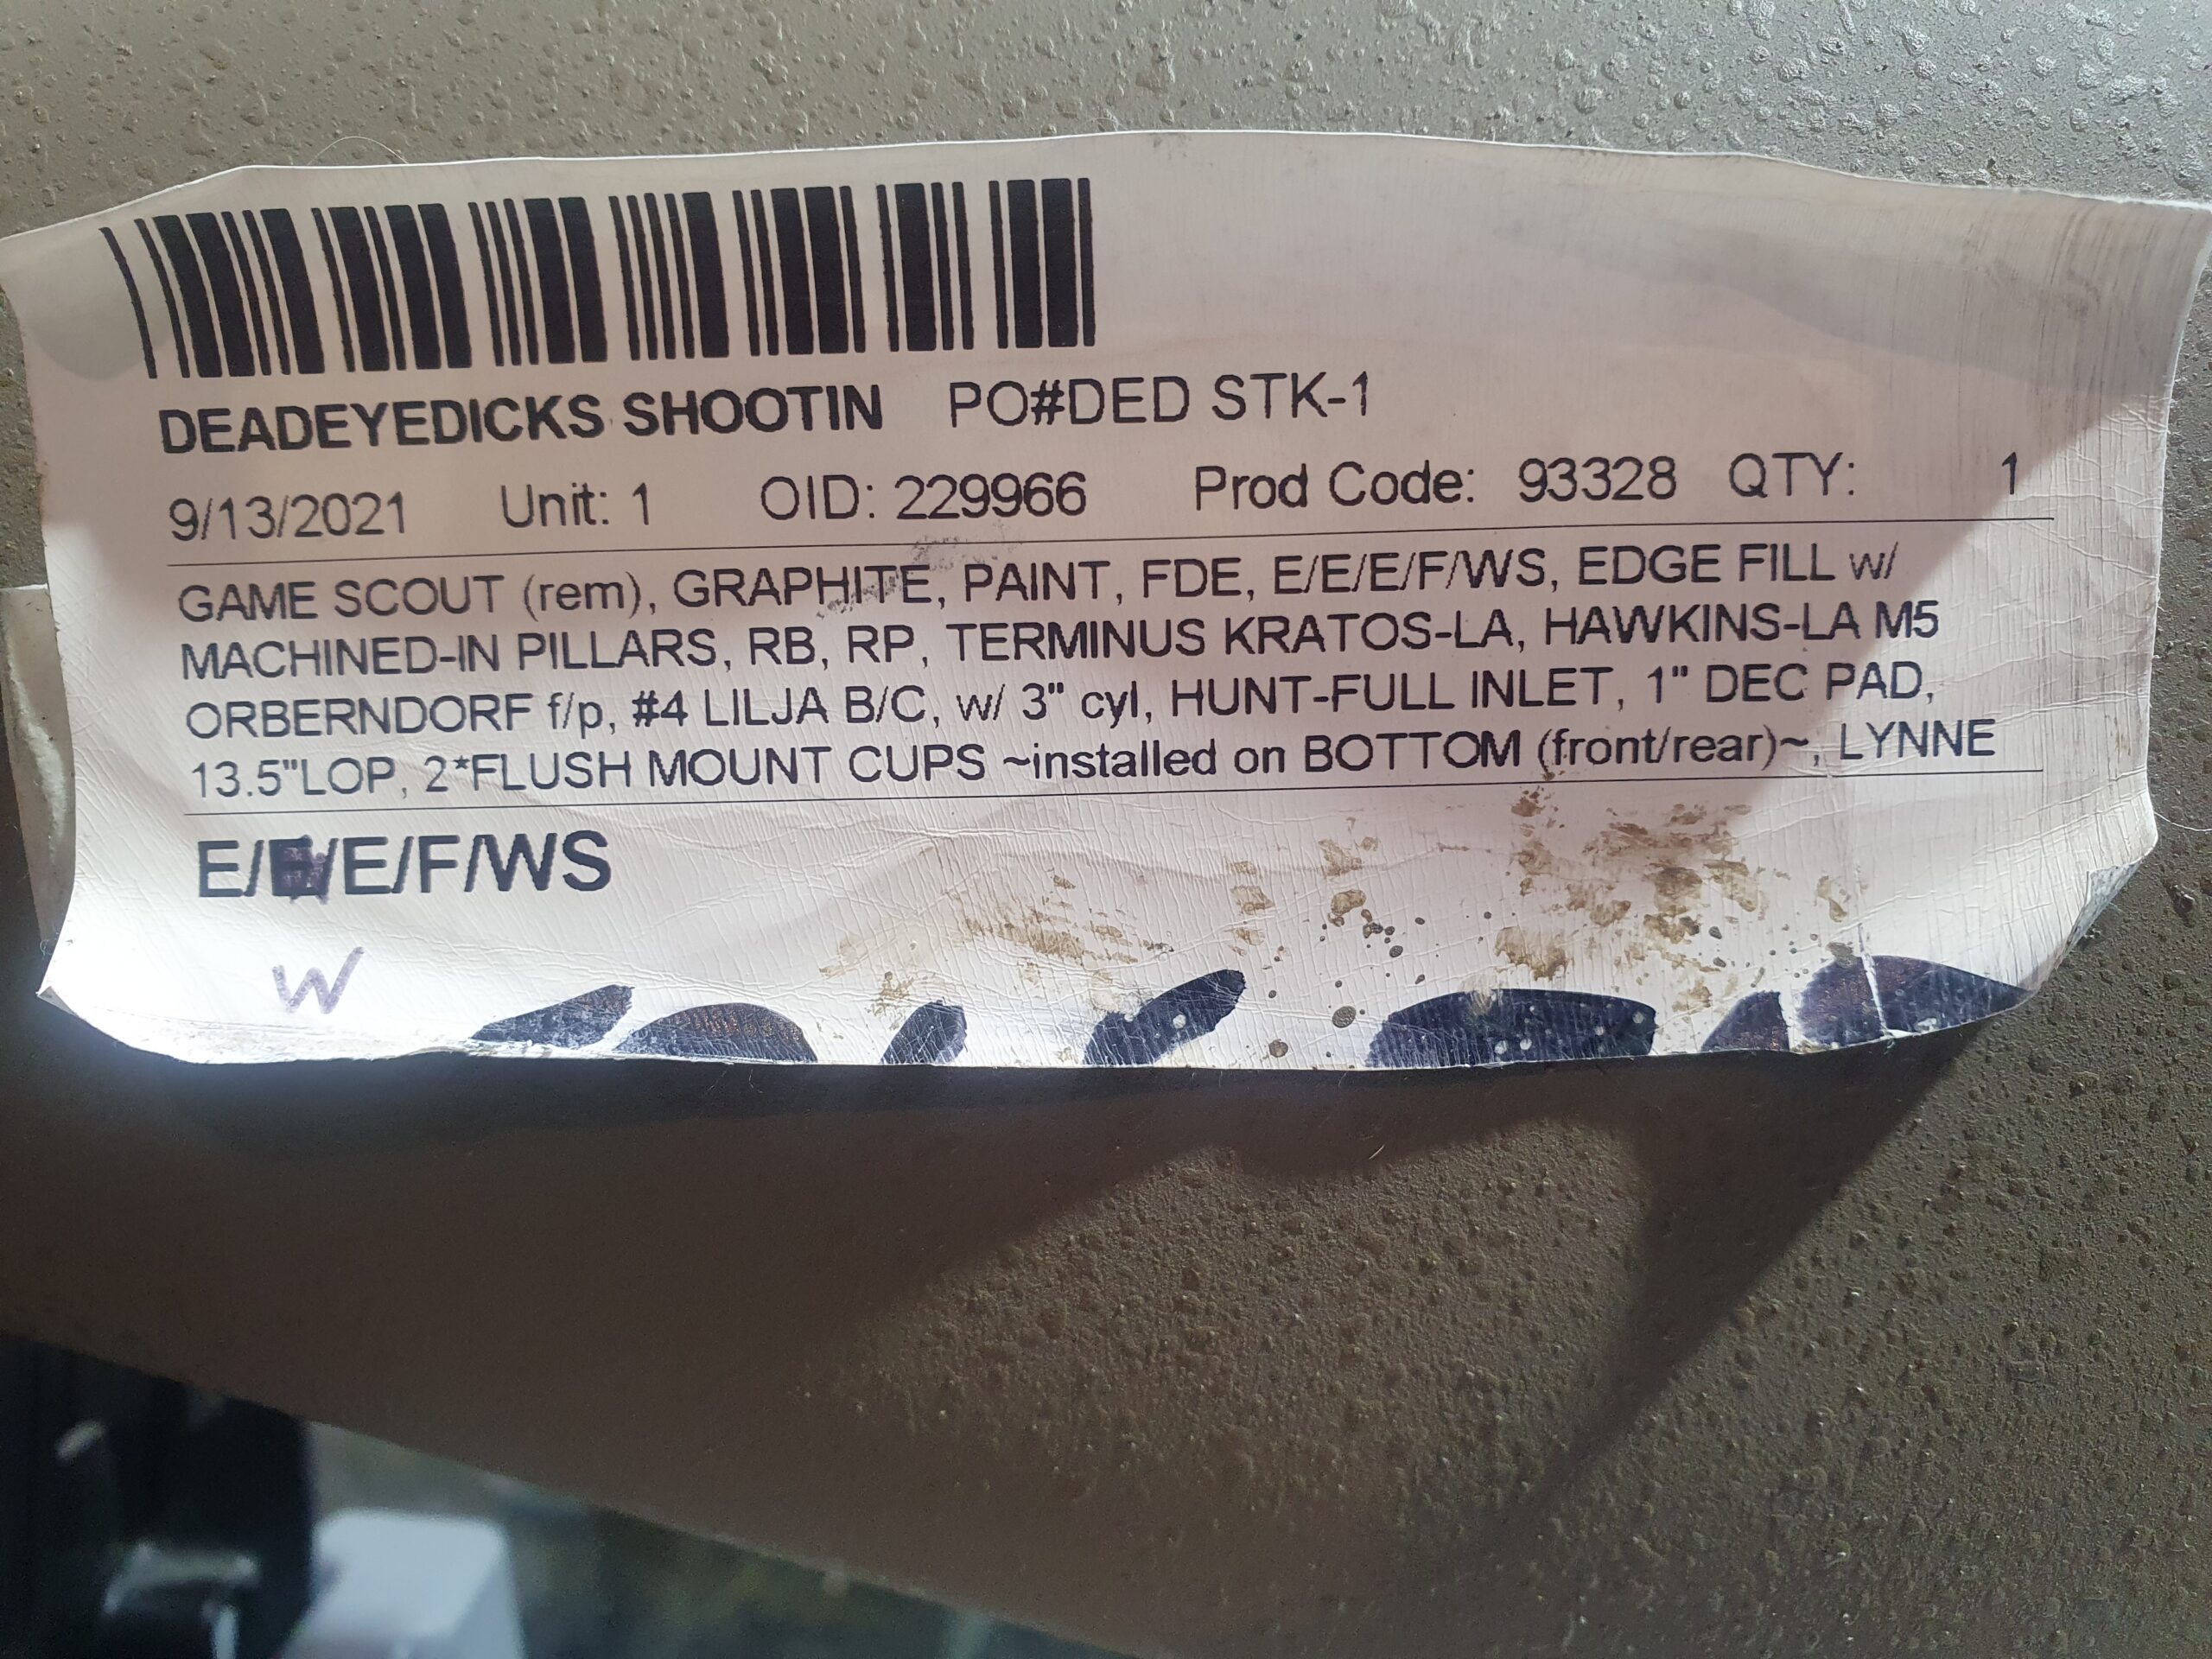 DEADEYEDICKS SHOOTIN PO#DED STK-1
9/13/2021 Unit: 1 OID: 229966 Prod Code: 93328 QTY: 1
GAME SCOUT (rem), GRAPHITE, PAINT, FDE, E/E/E/F/WS, EDGE FILL w/
MACHINED-IN PILLARS, RB, RP, TERMINUS KRATOS-LA, HAWKINS-LA M5
ORBERNDORF f/p, #4 LILJA B/C, w/ 3" cyl, HUNT-FULL INLET, 1" DEC PAD,
13.5"LOP, 2*FLUSH MOUNT CUPS ~installed on BOTTOM (front/rear)~, LYNNE
E/E/E/F/WS
W